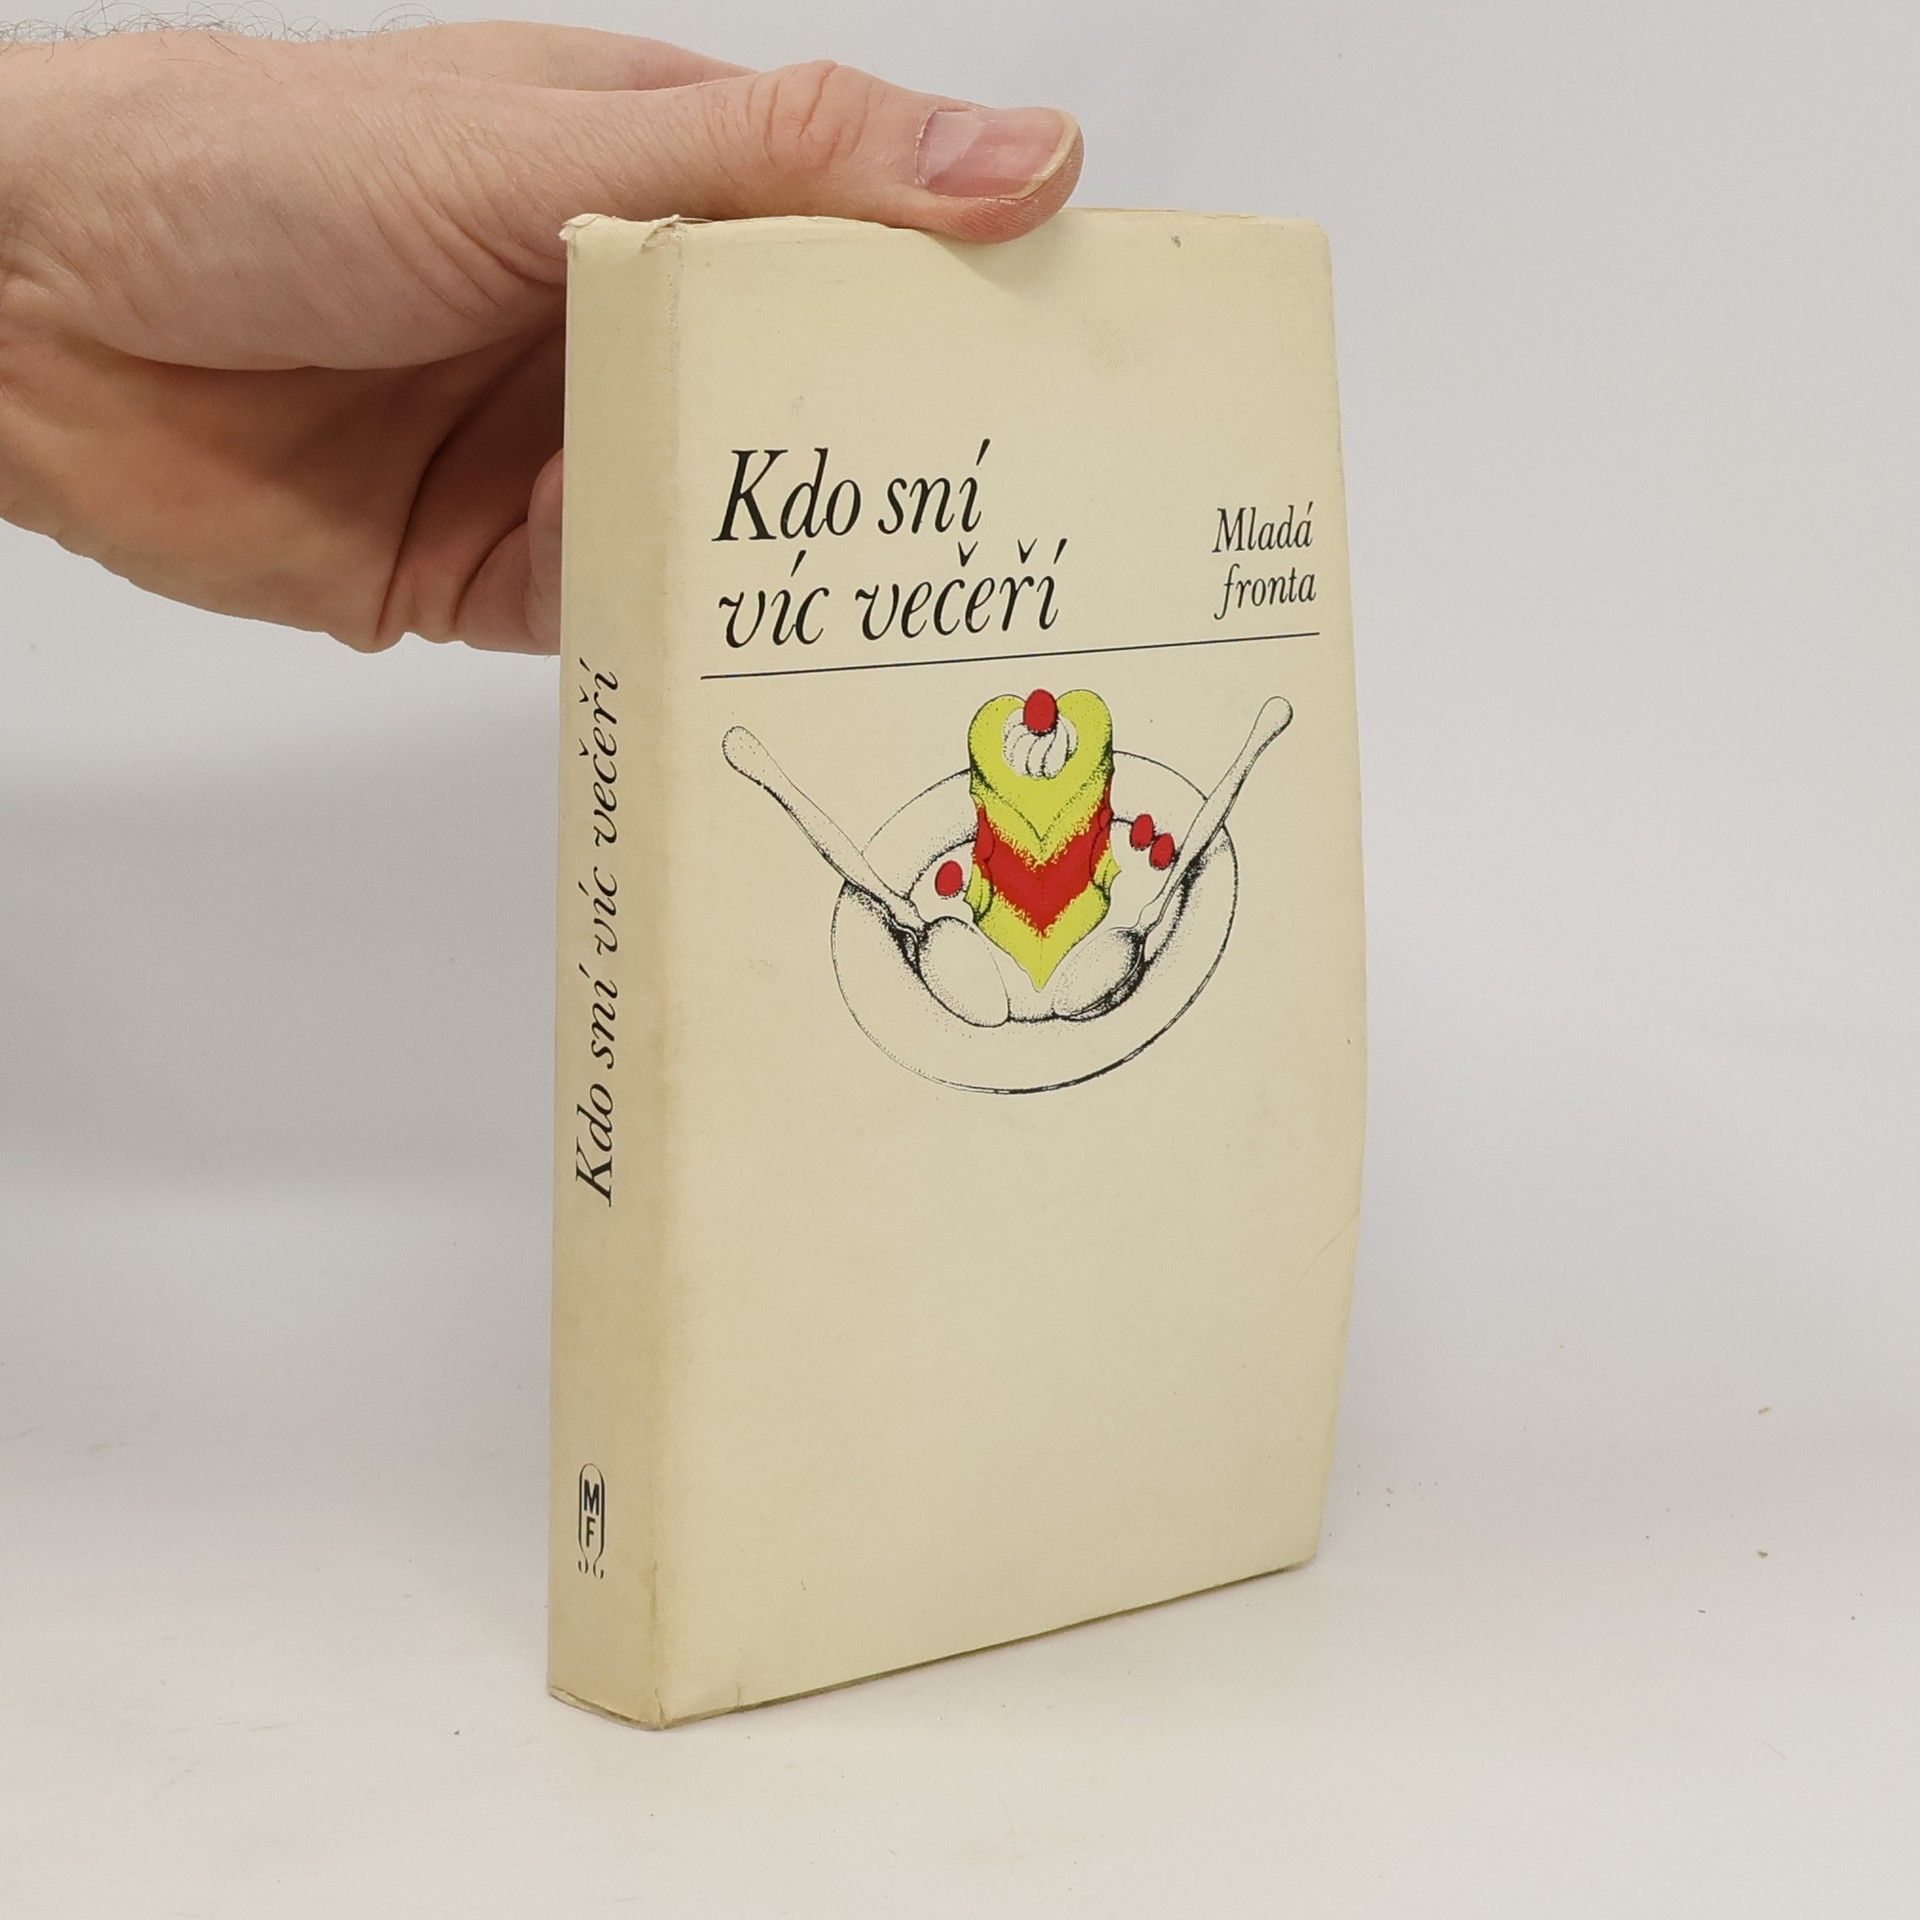 Kdo sní
víc večeří
Mladá
fronta
Kdo sní víc večeří
MF